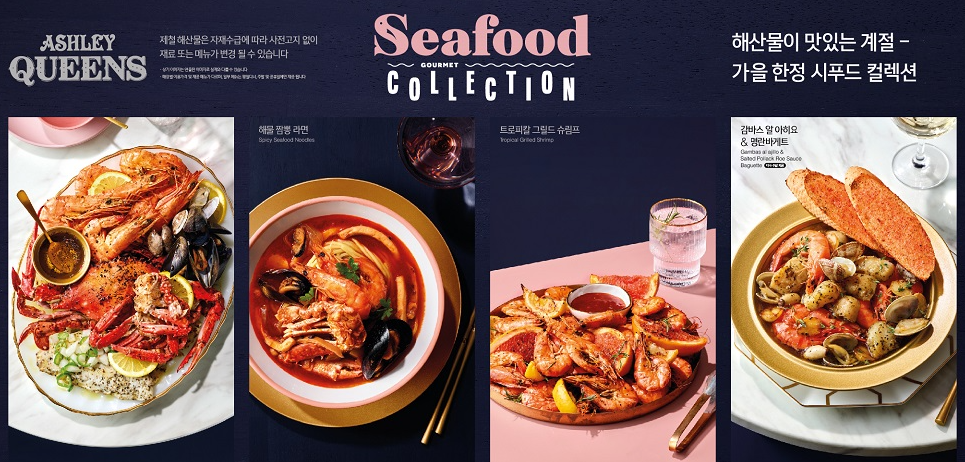 ASHLEY
QUEENS
제철 해산물은 자재수급에 따라 사전고지 없이
재료 또는 메뉴가 변경 될 수 있습니다
Seafood
GOURMET
COLLECTION
해산물이 맛있는 계절 –
가을 한정 시푸드 컬렉션
해물 짬뽕 라면
Spicy Seafood Noodles
트로피칼 그릴드 슈림프
Tropical Grilled Shrimp
감바스 알 아히요
& 명란바게트
Gambas al ajillo &
Salted Pollack Roe Sauce
Baguette